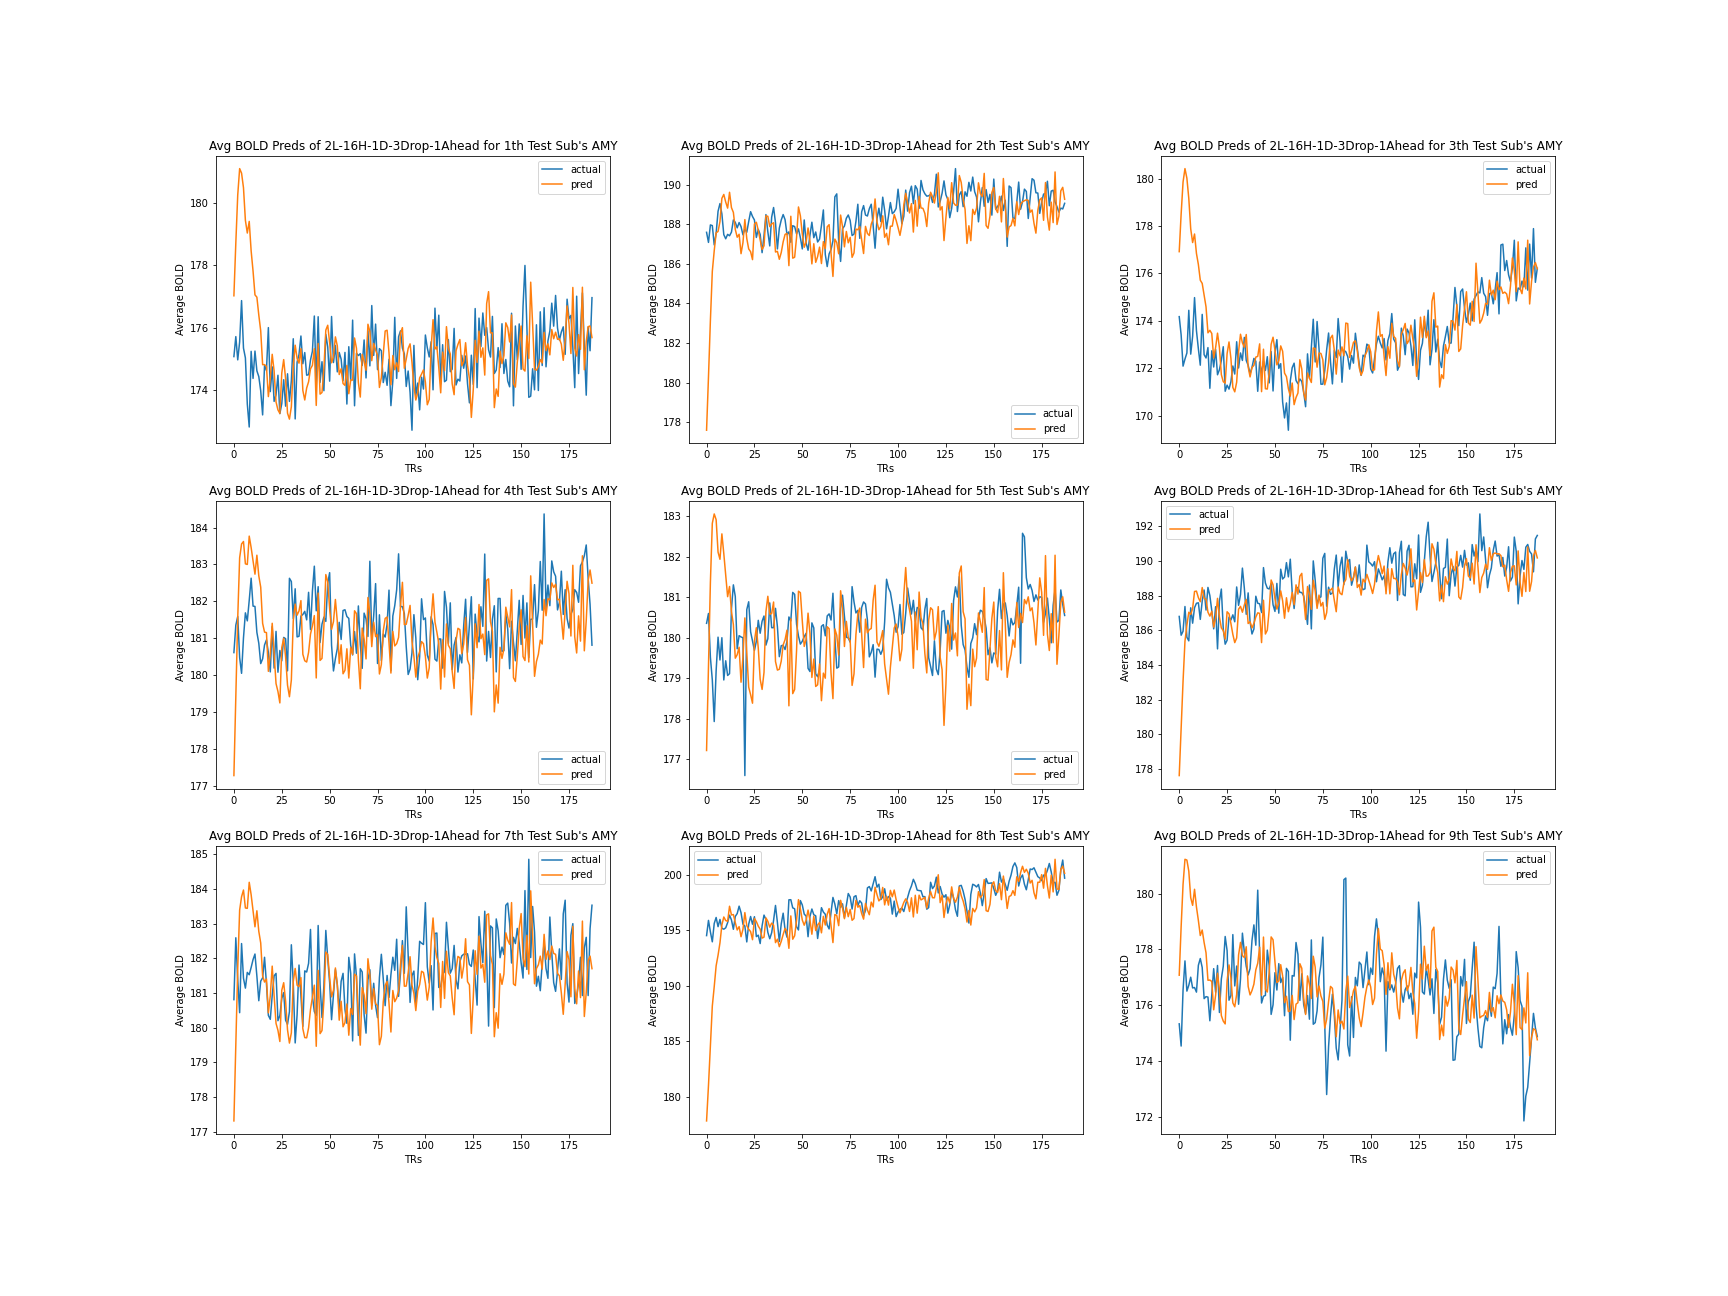 Avg BOLD Preds of 2L-16H-1D-3Drop-1Ahead for 1th Test Sub's AMY
actual
pred
Average BOLD
180
178
176
174
0 25 50 75 100 125 150 175
TRs
Avg BOLD Preds of 2L-16H-1D-3Drop-1Ahead for 2th Test Sub's AMY
Average BOLD
190
188
186
184
182
180
178
actual
pred
0 25 50 75 100 125 150 175
TRs
Avg BOLD Preds of 2L-16H-1D-3Drop-1Ahead for 3th Test Sub's AMY
actual
pred
Average BOLD
180
178
176
174
172
170
0 25 50 75 100 125 150 175
TRs
Avg BOLD Preds of 2L-16H-1D-3Drop-1Ahead for 4th Test Sub's AMY
Average BOLD
184
183
182
181
180
179
178
177
actual
pred
0 25 50 75 100 125 150 175
TRs
Avg BOLD Preds of 2L-16H-1D-3Drop-1Ahead for 5th Test Sub's AMY
Average BOLD
183
182
181
180
179
178
177
actual
pred
0 25 50 75 100 125 150 175
TRs
Avg BOLD Preds of 2L-16H-1D-3Drop-1Ahead for 6th Test Sub's AMY
actual
pred
Average BOLD
192
190
188
186
184
182
180
178
0 25 50 75 100 125 150 175
TRs
Avg BOLD Preds of 2L-16H-1D-3Drop-1Ahead for 7th Test Sub's AMY
actual
pred
Average BOLD
185
184
183
182
181
180
179
178
177
0 25 50 75 100 125 150 175
TRs
Avg BOLD Preds of 2L-16H-1D-3Drop-1Ahead for 8th Test Sub's AMY
actual
pred
Average BOLD
200
195
190
185
180
0 25 50 75 100 125 150 175
TRs
Avg BOLD Preds of 2L-16H-1D-3Drop-1Ahead for 9th Test Sub's AMY
actual
pred
Average BOLD
180
178
176
174
172
0 25 50 75 100 125 150 175
TRs